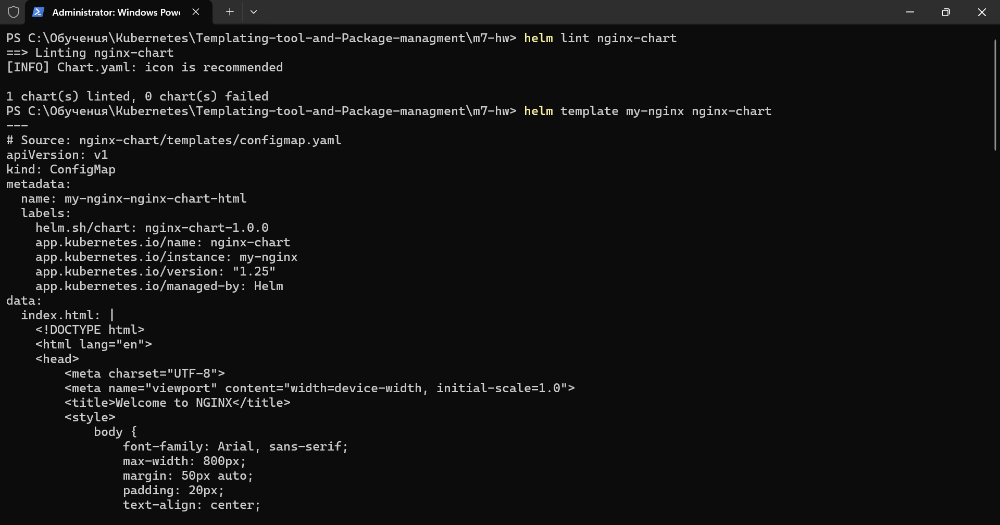 Administrator: Windows Powe
PS C:\Обучения\Kubernetes\Templating-tool-and-Package-managment\m7-hw> helm lint nginx-chart
==> Linting nginx-chart
[INFO] Chart.yaml: icon is recommended
1 chart(s) linted, 0 chart(s) failed
PS C:\Обучения\Kubernetes\Templating-tool-and-Package-managment\m7-hw> helm template my-nginx nginx-chart
---
# Source: nginx-chart/templates/configmap.yaml
apiVersion: v1
kind: ConfigMap
metadata:
  name: my-nginx-nginx-chart-html
  labels:
    helm.sh/chart: nginx-chart-1.0.0
    app.kubernetes.io/name: nginx-chart
    app.kubernetes.io/instance: my-nginx
    app.kubernetes.io/version: "1.25"
    app.kubernetes.io/managed-by: Helm
data:
  index.html: |
    <!DOCTYPE html>
    <html lang="en">
    <head>
        <meta charset="UTF-8">
        <meta name="viewport" content="width=device-width, initial-scale=1.0">
        <title>Welcome to NGINX</title>
        <style>
            body {
                font-family: Arial, sans-serif;
                max-width: 800px;
                margin: 50px auto;
                padding: 20px;
                text-align: center;